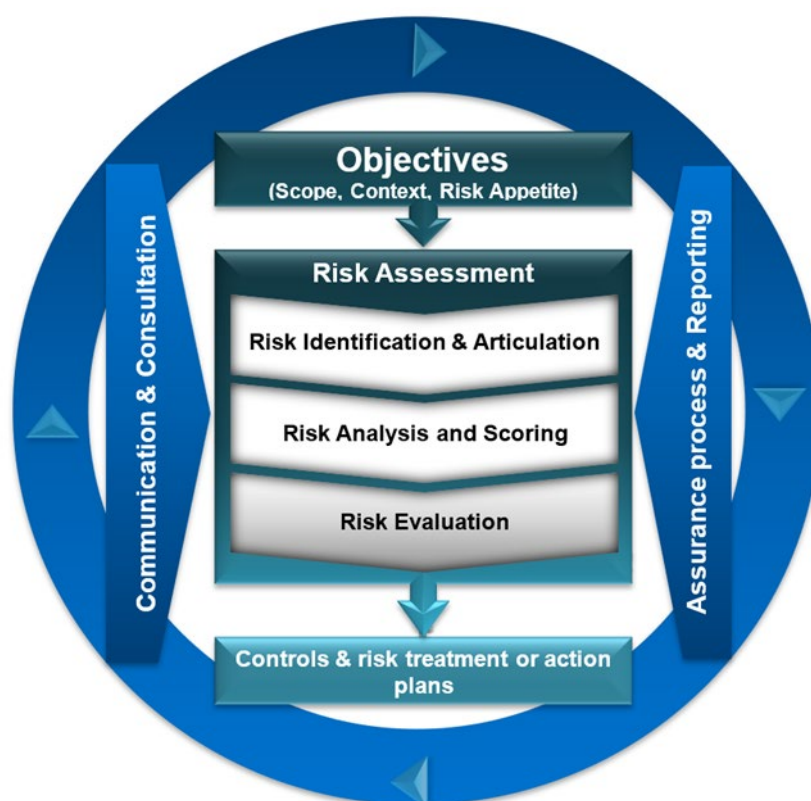 Objectives
(Scope, Context, Risk Appetite)
Risk Assessment
Risk Identification & Articulation
Risk Analysis and Scoring
Risk Evaluation
Controls & risk treatment or action
plans
Communication & Consultation
Assurance process & Reporting